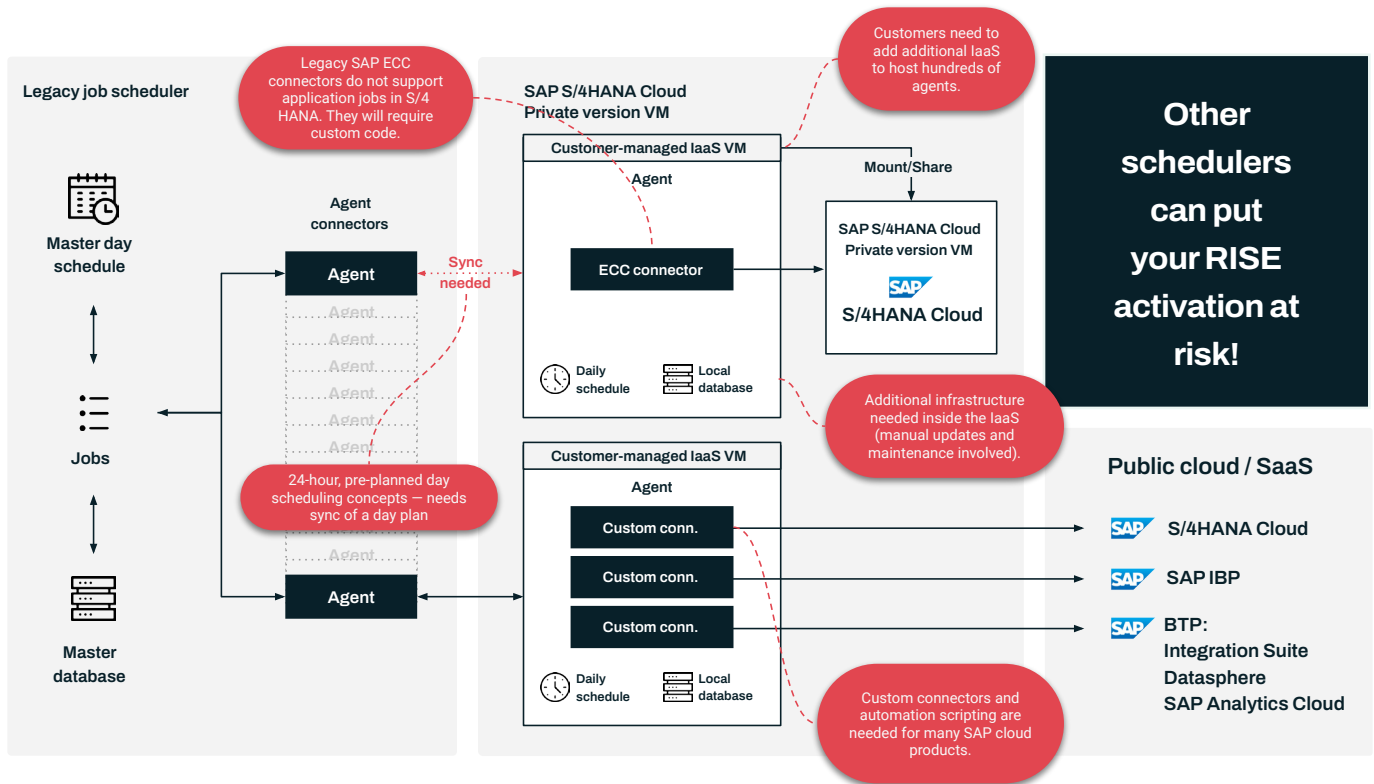 Legacy job scheduler
Master day
schedule
Jobs
Master
database
Legacy SAP ECC
connectors do not support
application jobs in S/4
HANA. They will require
custom code.
Agent
connectors
Agent
Agent
Agent
Agent
Agent
Agent
Agent
24-hour, pre-planned day
scheduling concepts — needs
sync of a day plan
Agent
Agent
Sync
needed
SAP S/4HANA Cloud
Private version VM
Customer-managed IaaS VM
Agent
ECC connector
Daily
schedule
Local
database
Customers need to
add additional IaaS
to host hundreds of
agents.
Mount/Share
SAP S/4HANA Cloud
Private version VM
SAP
S/4HANA Cloud
Additional infrastructure
needed inside the IaaS
(manual updates and
maintenance involved).
Customer-managed IaaS VM
Agent
Custom conn.
Custom conn.
Custom conn.
Daily
schedule
Local
database
Custom connectors and
automation scripting are
needed for many SAP cloud
products.
Other
schedulers
can put
your RISE
activation at
risk!
Public cloud / SaaS
SAP S/4HANA Cloud
SAP SAP IBP
SAP BTP:
Integration Suite
Datasphere
SAP Analytics Cloud